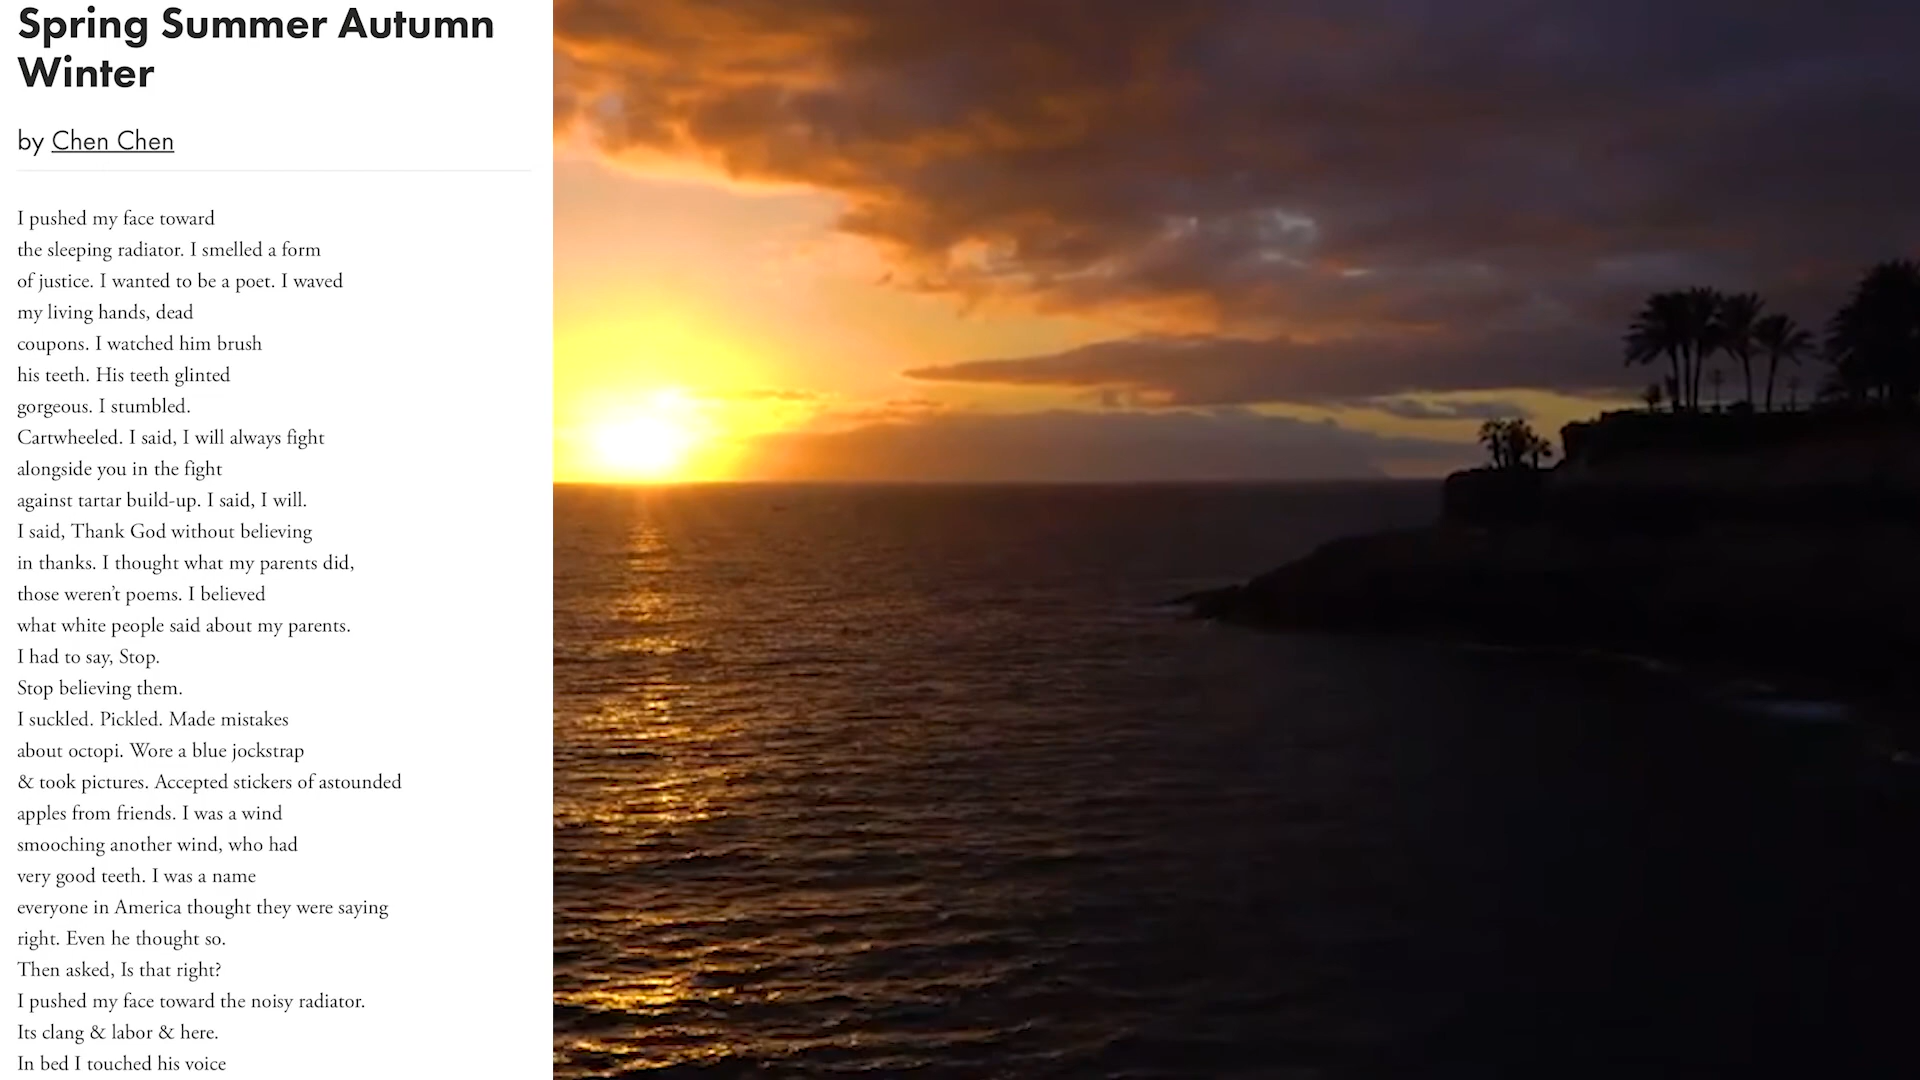 Spring Summer Autumn
Winter
by Chen Chen
I pushed my face toward
the sleeping radiator. I smelled a form
of justice. I wanted to be a poet. I waved
my living hands, dead
coupons. I watched him brush
his teeth. His teeth glinted
gorgeous. I stumbled.
Cartwheeled. I said, I will always fight
alongside you in the fight
against tartar build-up. I said, I will.
I said, Thank God without believing
in thanks. I thought what my parents did,
those weren’t poems. I believed
what white people said about my parents.
I had to say, Stop.
Stop believing them.
I suckled. Pickled. Made mistakes
about octopi. Wore a blue jockstrap
& took pictures. Accepted stickers of astounded
apples from friends. I was a wind
smooching another wind, who had
very good teeth. I was a name
everyone in America thought they were saying
right. Even he thought so.
Then asked, Is that right?
I pushed my face toward the noisy radiator.
Its clang & labor & here.
In bed I touched his voice